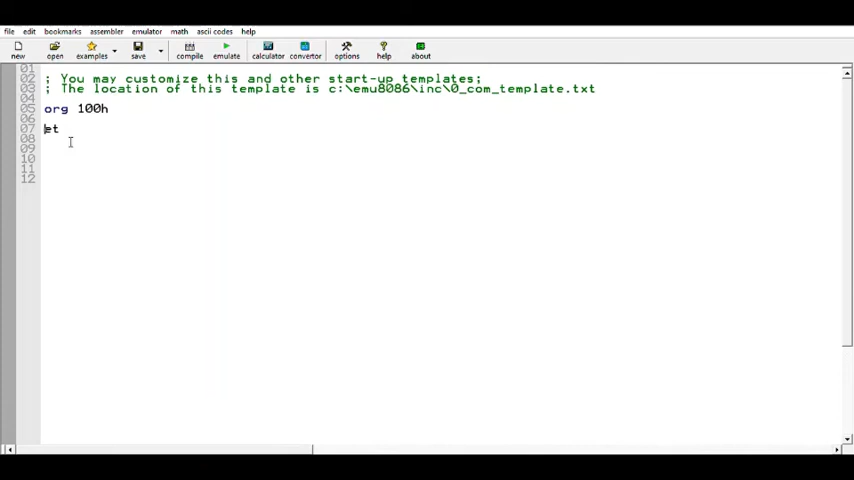 file edit bookmarks assembler emulator math ascii codes help
new open examples save compile emulate calculator convertor options help about
01
02 ; You may customize this and other start-up templates;
03 ; The location of this template is c:\emu8086\inc\0_com_template.txt
04
05 org 100h
06
07 et
08
09
10
11
12